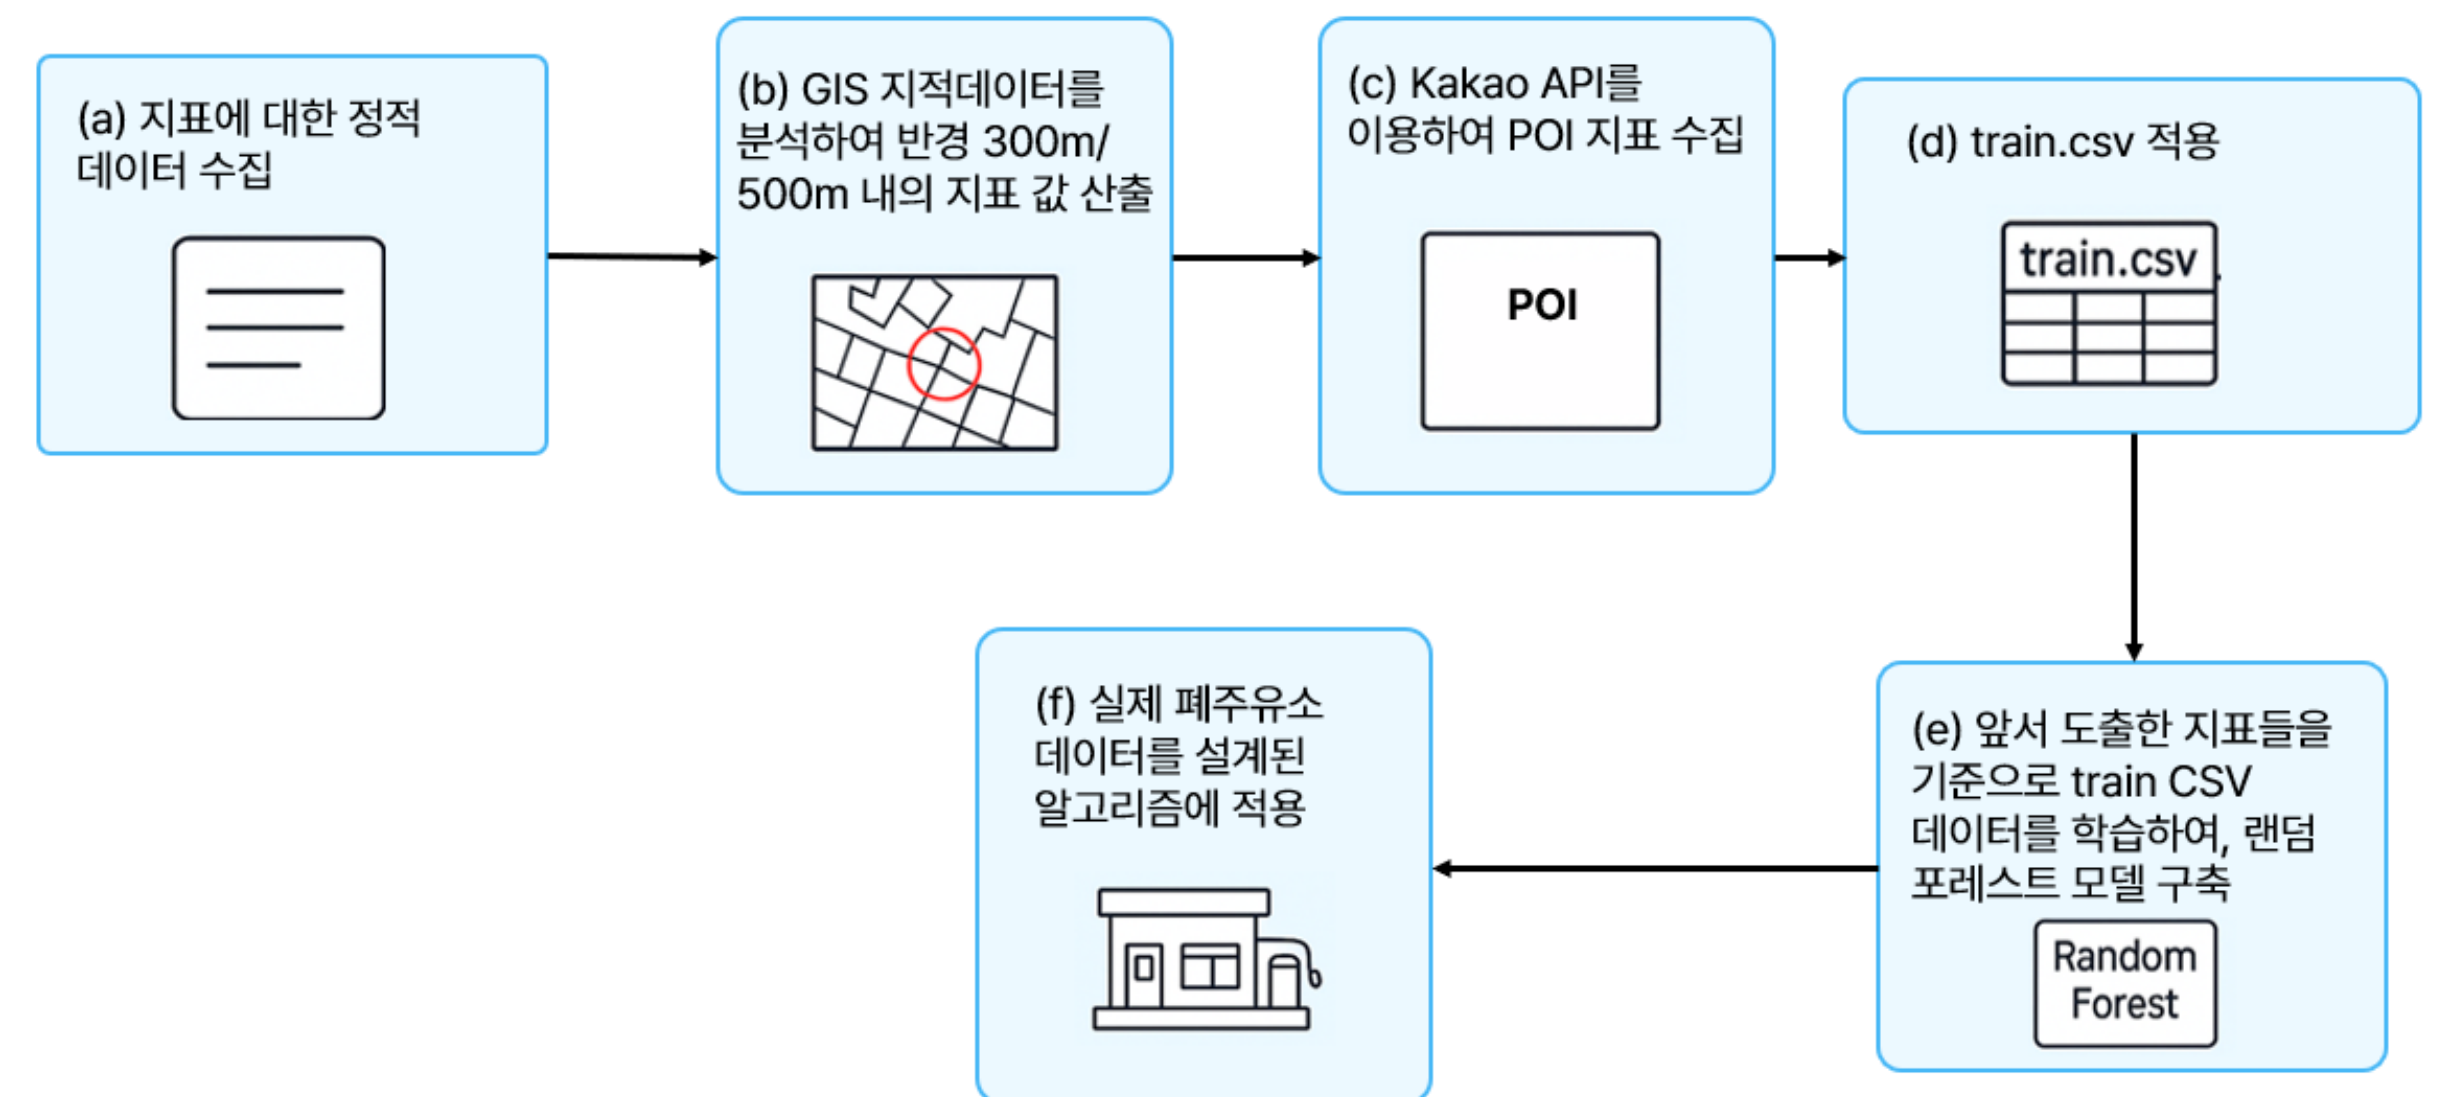 (a) 지표에 대한 정적
데이터 수집
(b) GIS 지적데이터를
분석하여 반경 300m/
500m 내의 지표 값 산출
(c) Kakao API를
이용하여 POI 지표 수집
POI
(d) train.csv 적용
train.csv
(e) 앞서 도출한 지표들을
기준으로 train CSV
데이터를 학습하여, 랜덤
포레스트 모델 구축
Random
Forest
(f) 실제 폐주유소
데이터를 설계된
알고리즘에 적용